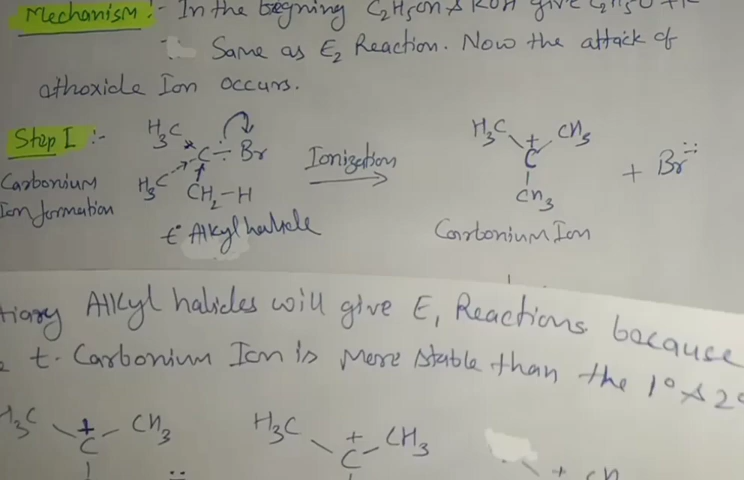 Mechanism :- In the begning C2H5OH & KOH give
Same as E2 Reaction. Now the attack of
athoxide Ion occurs.
Step I :-
Carbonium
Ion formation
H3C
C : Br
H3C
CH2-H
t° Alkyl halide
Ionization
H3C CH3
+
C
CH3
+ Br
Carbonium Ion
tiary Alkyl halides will give E1 Reactions because
t. Carbonium Ion is More stable than the 1° & 2°
H3C + CH3
C
H3C + CH3
C
+ CH